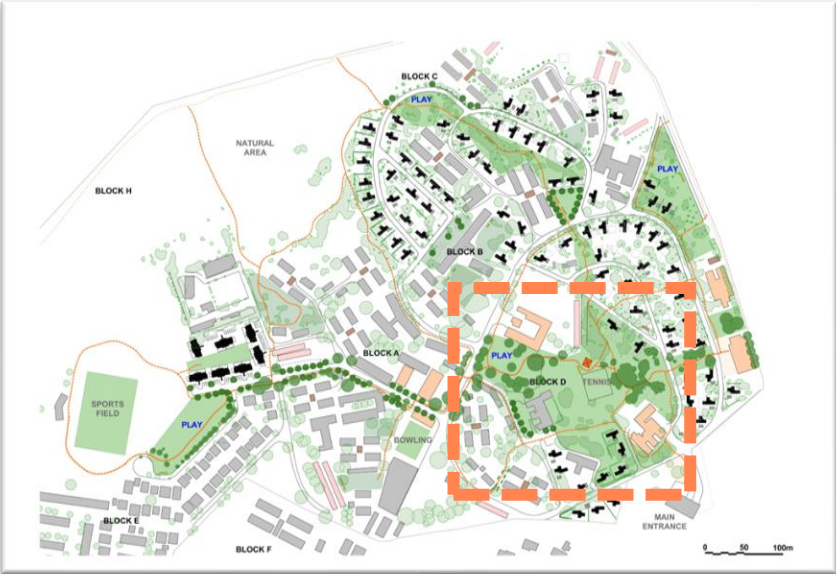 BLOCK C
PLAY
NATURAL
AREA
PLAY
BLOCK H
BLOCK B
BLOCK A
PLAY
BLOCK D
TENNIS
SPORTS
FIELD
PLAY
BOWLING
BLOCK E
MAIN
ENTRANCE
BLOCK F
0 50 100m